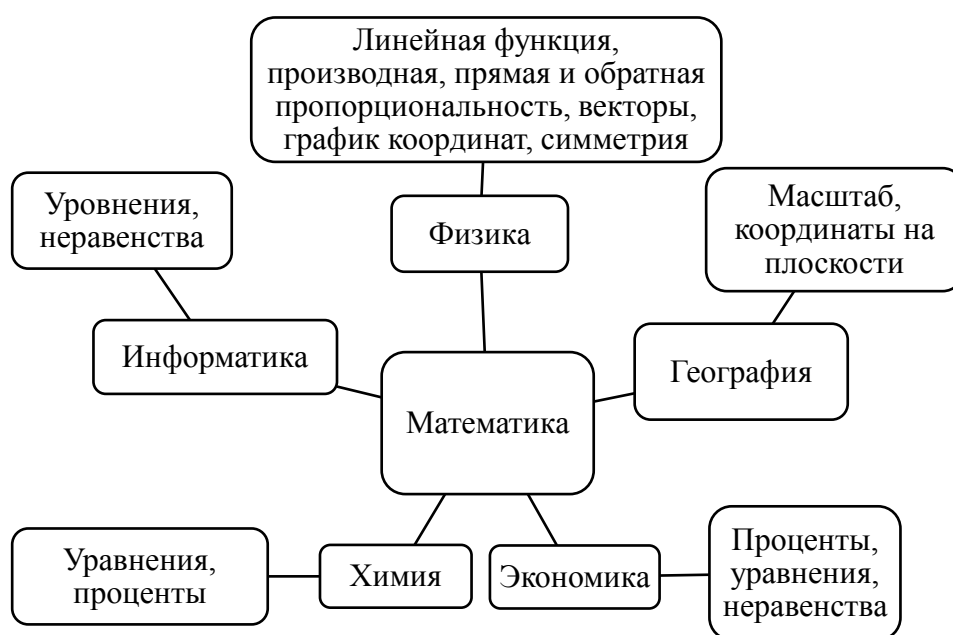 Линейная функция,
производная, прямая и обратная
пропорциональность, векторы,
график координат, симметрия
Уровнения,
неравенства
Физика
Масштаб,
координаты на
плоскости
Информатика
География
Математика
Уравнения,
проценты
Химия
Экономика
Проценты,
уравнения,
неравенства